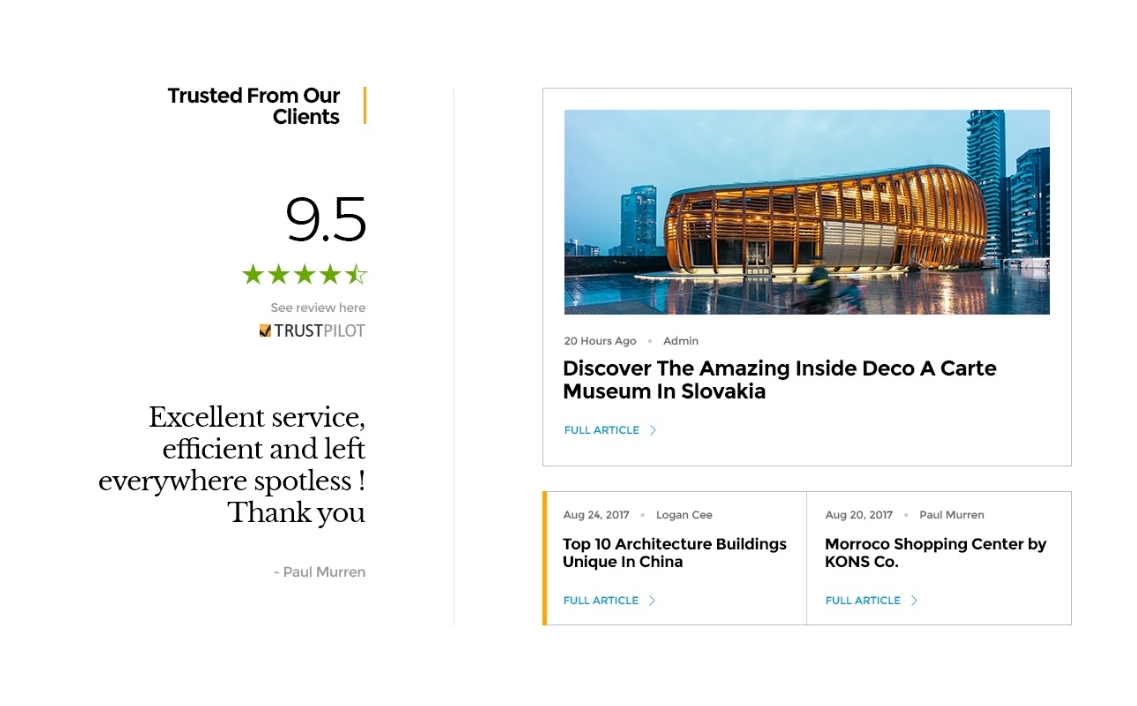 Trusted From Our
Clients
9.5
See review here
TRUSTPILOT
Excellent service,
efficient and left
everywhere spotless !
Thank you
- Paul Murren
20 Hours Ago • Admin
Discover The Amazing Inside Deco A Carte
Museum In Slovakia
FULL ARTICLE
Aug 24, 2017 • Logan Cee
Top 10 Architecture Buildings
Unique In China
FULL ARTICLE
Aug 20, 2017 • Paul Murren
Morroco Shopping Center by
KONS Co.
FULL ARTICLE